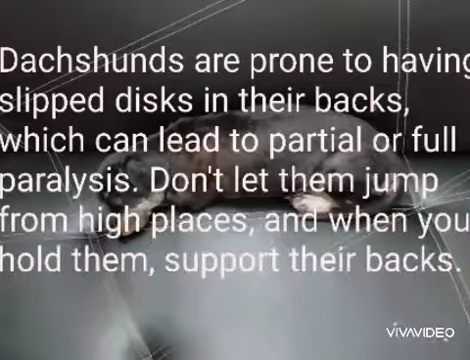 Dachshunds are prone to having
slipped disks in their backs,
which can lead to partial or full
paralysis. Don't let them jump
from high places, and when you
hold them, support their backs.
VIVAVIDEO